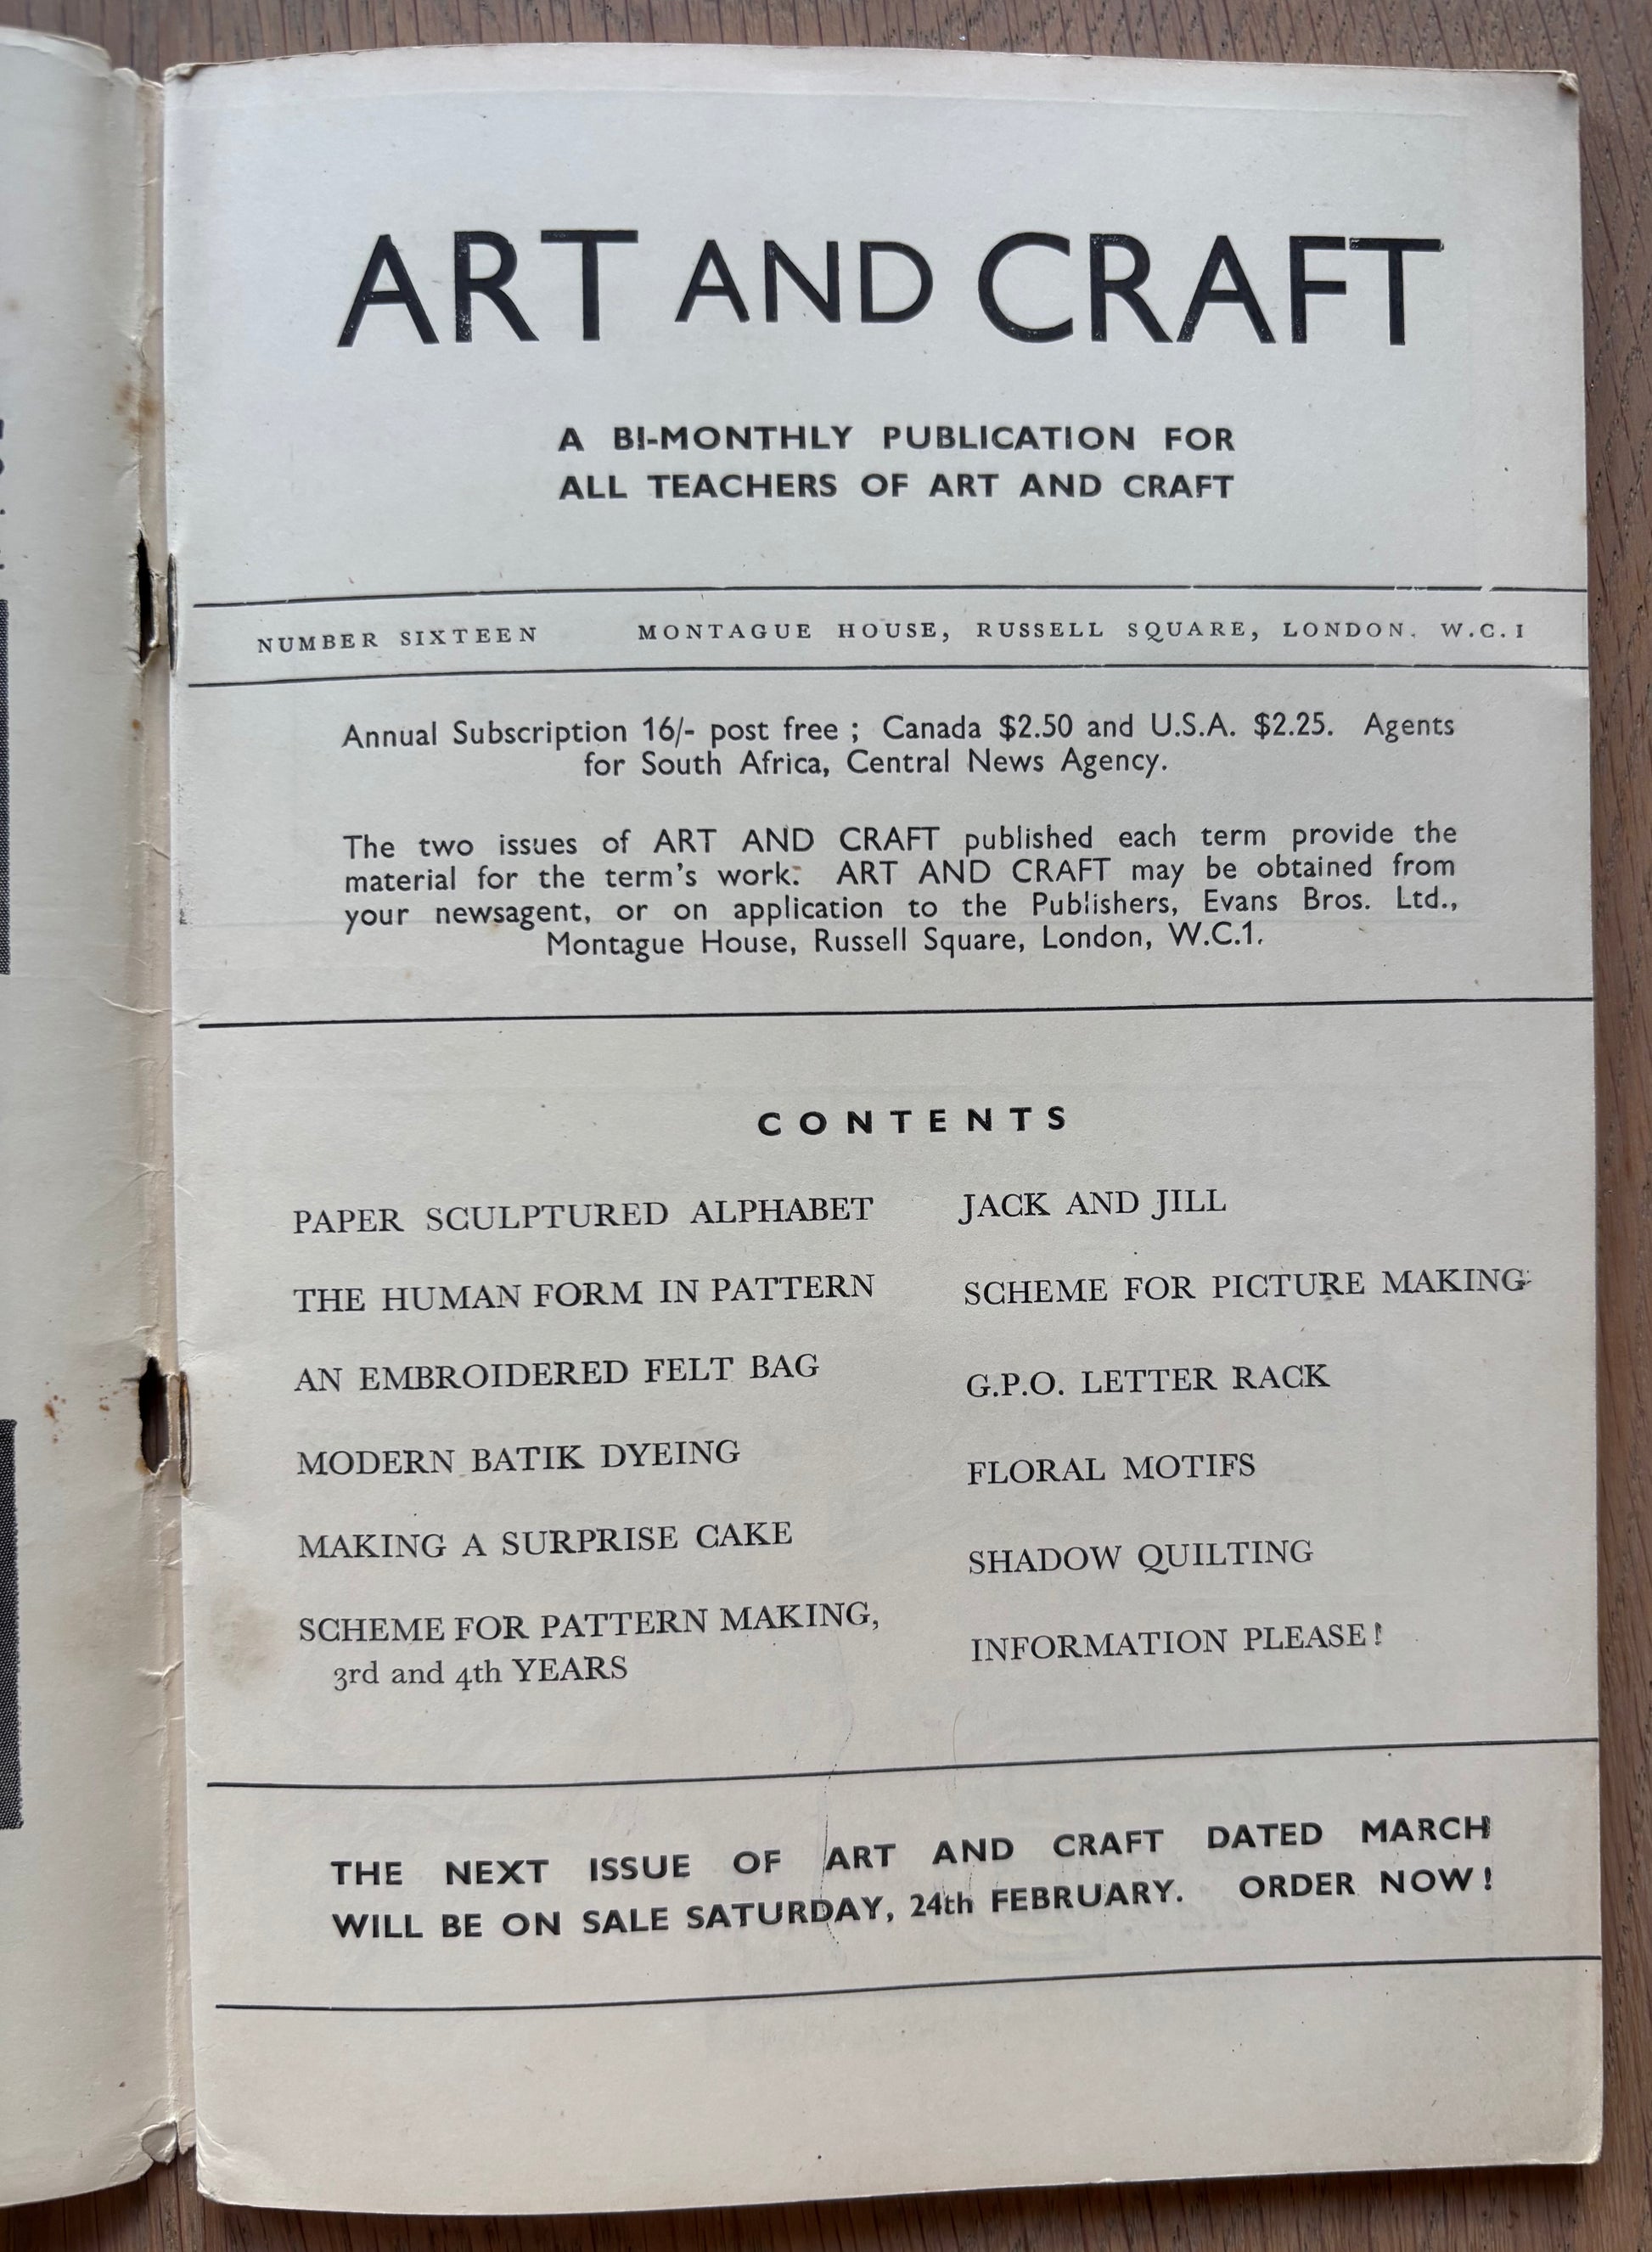 ART AND CRAFT
A BI-MONTHLY PUBLICATION FOR
ALL TEACHERS OF ART AND CRAFT
NUMBER SIXTEEN MONTAGUE HOUSE, RUSSELL SQUARE, LONDON. W.C.1
Annual Subscription 16/- post free ; Canada $2.50 and U.S.A. $2.25. Agents
for South Africa, Central News Agency.
The two issues of ART AND CRAFT published each term provide the
material for the term's work. ART AND CRAFT may be obtained from
your newsagent, or on application to the Publishers, Evans Bros. Ltd.,
Montague House, Russell Square, London, W.C.1.
CONTENTS
PAPER SCULPTURED ALPHABET
THE HUMAN FORM IN PATTERN
AN EMBROIDERED FELT BAG
MODERN BATIK DYEING
MAKING A SURPRISE CAKE
SCHEME FOR PATTERN MAKING,
3rd and 4th YEARS
JACK AND JILL
SCHEME FOR PICTURE MAKING
G.P.O. LETTER RACK
FLORAL MOTIFS
SHADOW QUILTING
INFORMATION PLEASE!
THE NEXT ISSUE OF ART AND CRAFT DATED MARCH
WILL BE ON SALE SATURDAY, 24th FEBRUARY. ORDER NOW!